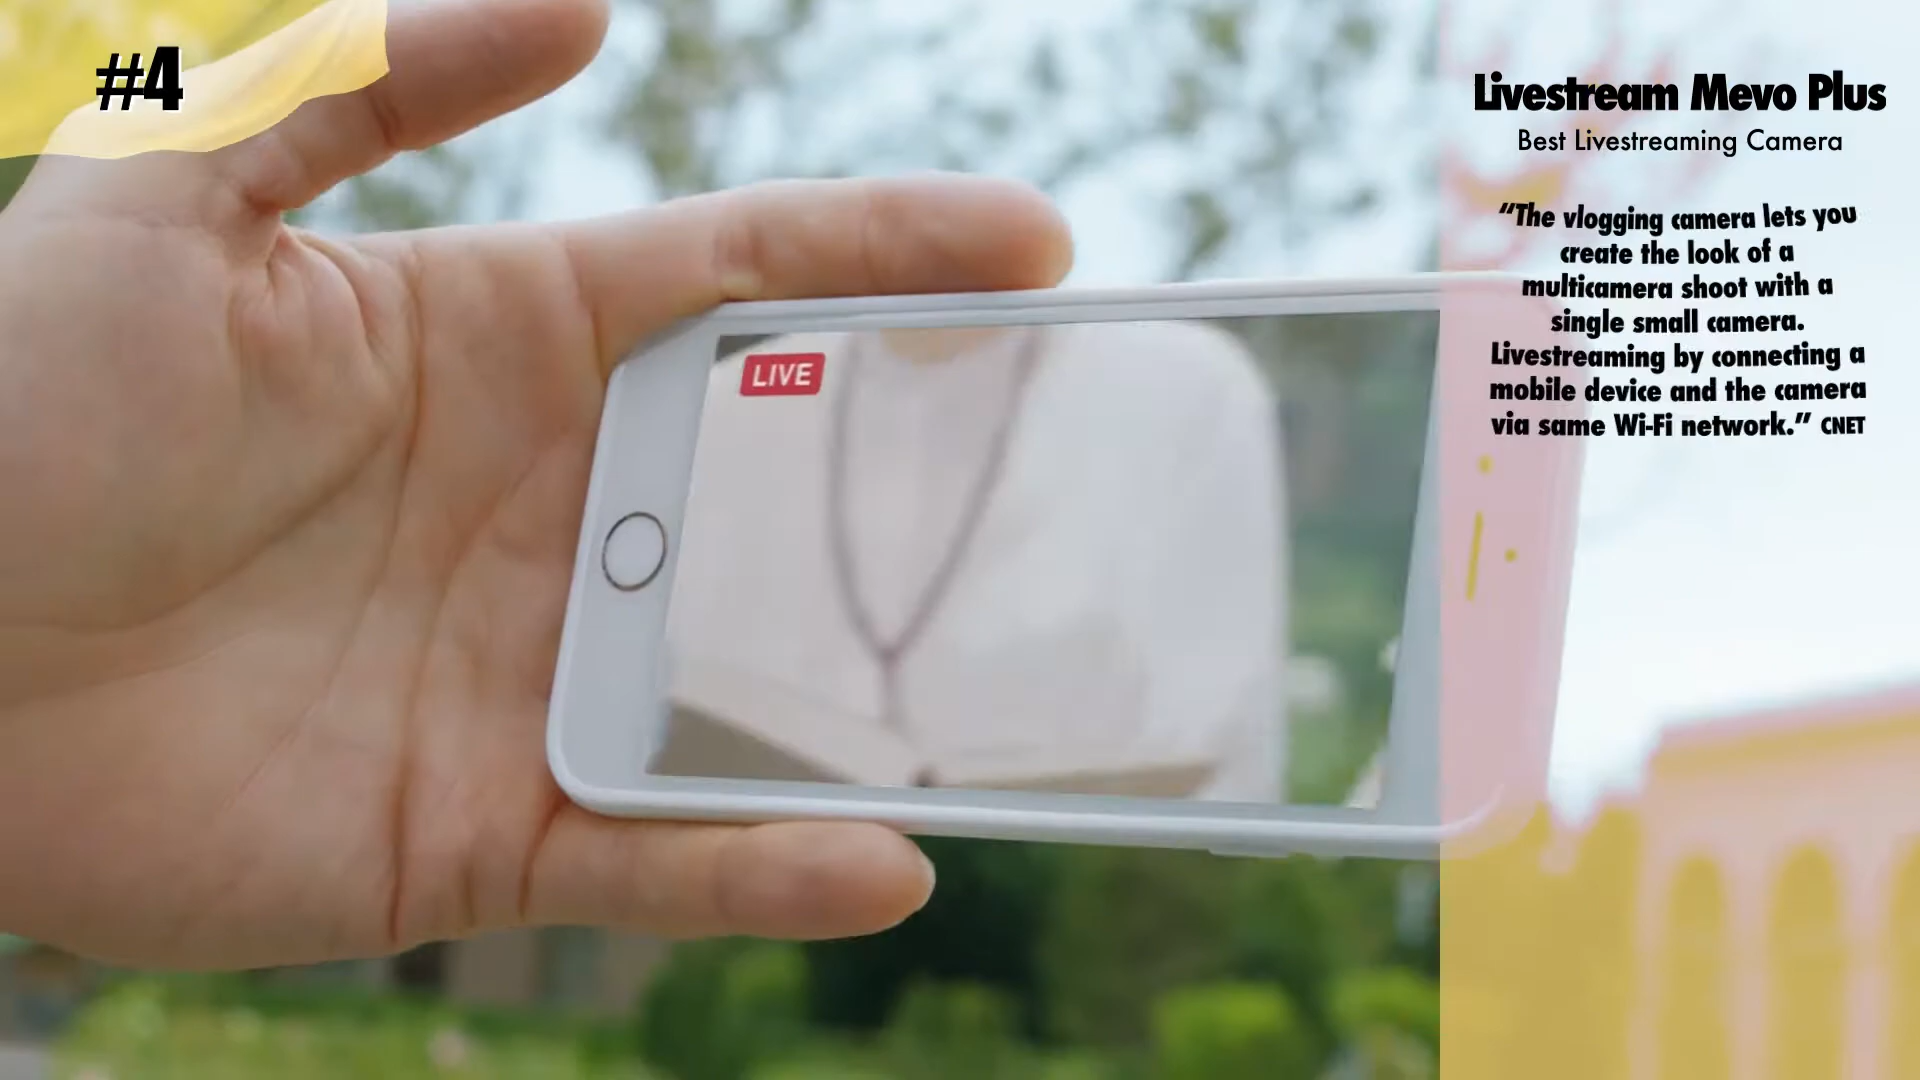 #4
Livestream Mevo Plus
Best Livestreaming Camera
“The vlogging camera lets you
create the look of a
multicamera shoot with a
single small camera.
Livestreaming by connecting a
mobile device and the camera
via same Wi-Fi network.” CNET
LIVE